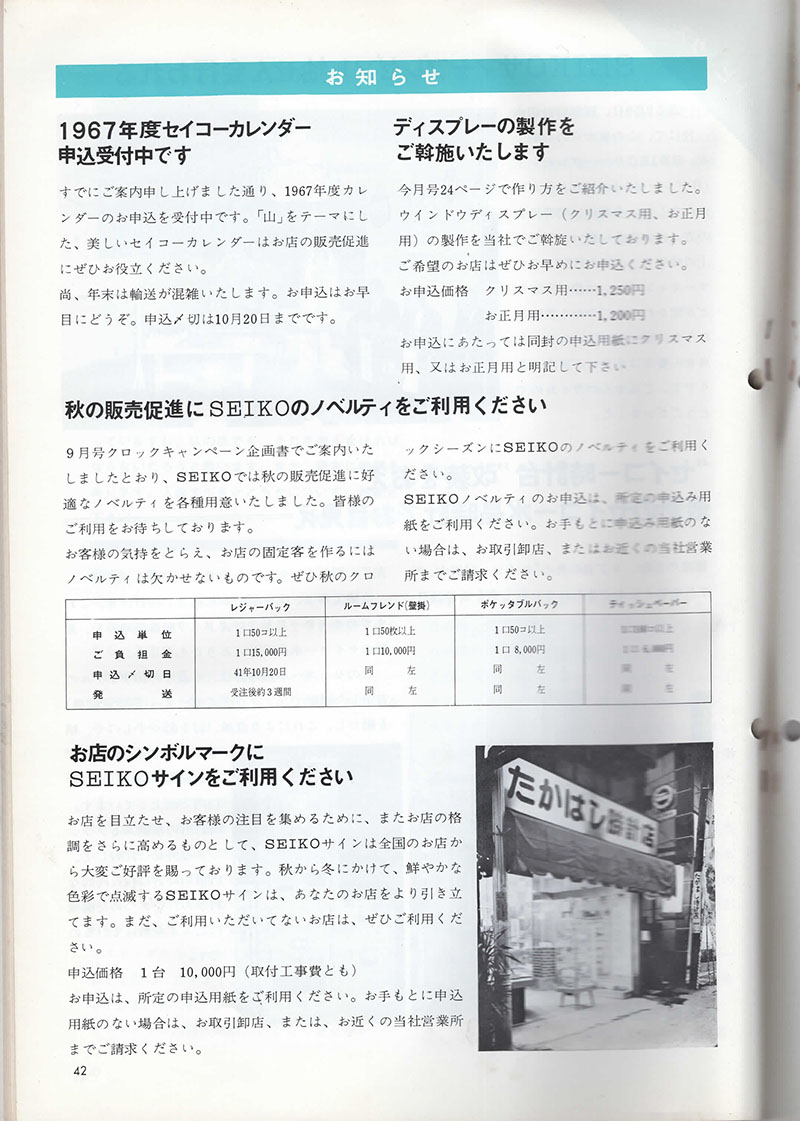 お知らせ
1967年度セイコーカレンダー
申込受付中です
すでにご案内申し上げました通り、1967年度カレ
ンダーのお申込を受付中です。「山」をテーマにし
た、美しいセイコーカレンダーはお店の販売促進
にぜひお役立ください。
尚、年末は輸送が混雑いたします。お申込はお早
目にどうぞ。申込〆切は10月20日までです。
ディスプレーの製作を
ご斡施いたします
今月号24ページで作り方をご紹介いたしました。
ウインドウディスプレー（クリスマス用、お正月
用）の製作を当社でご斡旋いたしております。
ご希望のお店はぜひお早めにお申込ください。
お申込価格 クリスマス用……1,250円
お正月用…………1,200円
お申込にあたっては同封の申込用紙にクリスマス
用、又はお正月用と明記して下さい
秋の販売促進にSEIKOのノベルティをご利用ください
9月号クロックキャンペーン企画書でご案内いた
しましたとおり、SEIKOでは秋の販売促進に好
適なノベルティを各種用意いたしました。皆様の
ご利用をお待ちしております。
お客様の気持をとらえ、お店の固定客を作るには
ノベルティは欠かせないものです。ぜひ秋のクロ
ックシーズンにSEIKOのノベルティをご利用く
ださい。
SEIKOノベルティのお申込は、所定の申込み用
紙をご利用ください。お手もとに申込み用紙のな
い場合は、お取引卸店、またはお近くの当社営業
所までご請求ください。
レジャーバック ルームフレンド(壁掛) ポケッタブルバック ティッシュペーパー
申込単位 1口50コ以上 1口50枚以上 1口50コ以上
ご負担金 1口15,000円 1口10,000円 1口 8,000円
申込〆切日 41年10月20日 同左 同左 同左
発送 受注後約3週間 同左 同左 同左
お店のシンボルマークに
SEIKOサインをご利用ください
お店を目立たせ、お客様の注目を集めるために、またお店の格
調をさらに高めるものとして、SEIKOサインは全国のお店か
ら大変ご好評を賜っております。秋から冬にかけて、鮮やかな
色彩で点滅するSEIKOサインは、あなたのお店をより引き立
てます。まだ、ご利用いただいてないお店は、ぜひご利用くだ
さい。
申込価格 1台 10,000円（取付工事費とも）
お申込は、所定の申込用紙をご利用ください。お手もとに申込
用紙のない場合は、お取引卸店、または、お近くの当社営業所
までご請求ください。
たかはし時計店
42